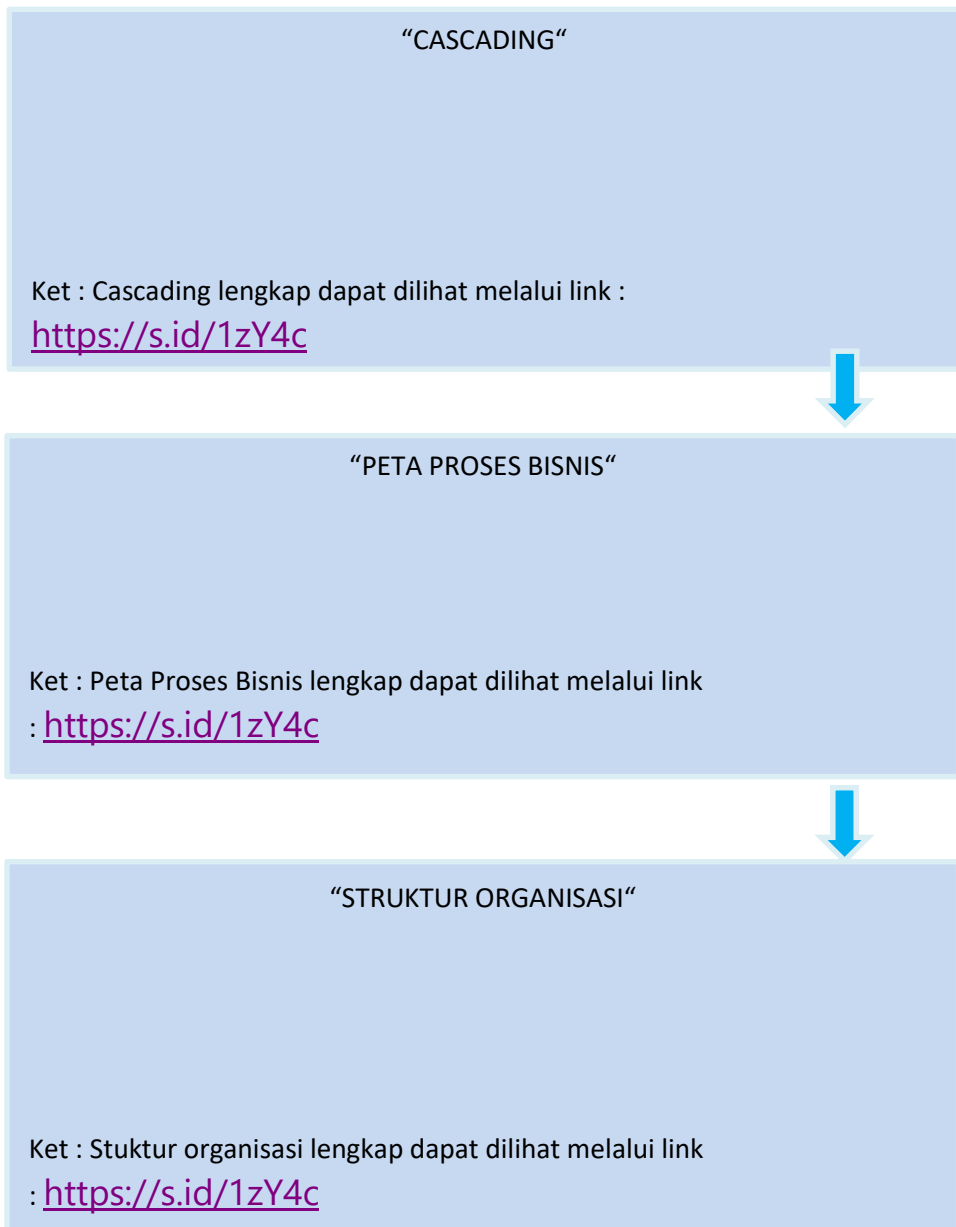 “CASCADING“
Ket : Cascading lengkap dapat dilihat melalui link :
https://s.id/1zY4c
“PETA PROSES BISNIS“
Ket : Peta Proses Bisnis lengkap dapat dilihat melalui link
: https://s.id/1zY4c
“STRUKTUR ORGANISASI“
Ket : Stuktur organisasi lengkap dapat dilihat melalui link
: https://s.id/1zY4c